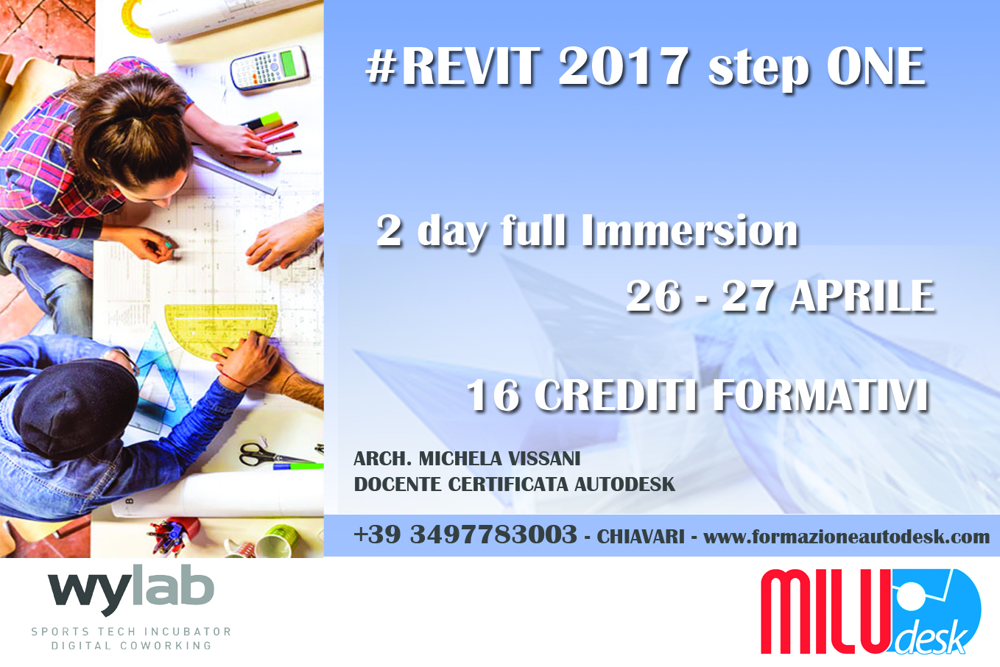 #REVIT 2017 step ONE
2 day full Immersion
26 - 27 APRILE
16 CREDITI FORMATIVI
ARCH. MICHELA VISSANI
DOCENTE CERTIFICATA AUTODESK
+39 3497783003 - CHIAVARI - www.formazioneautodesk.com
wylab
SPORTS TECH INCUBATOR
DIGITAL COWORKING
MILU
desk